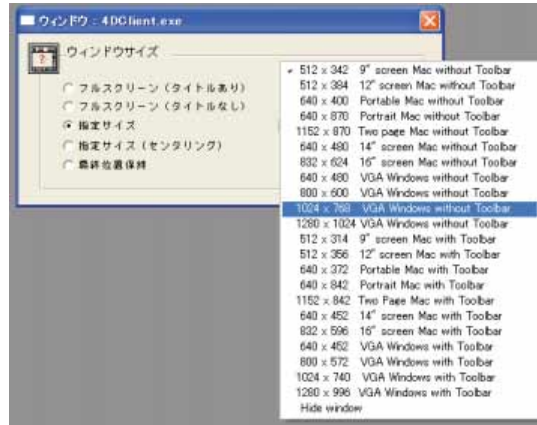 ウィンドウ : 4DClient.exe
ウィンドウサイズ
フルスクリーン (タイトルあり)
フルスクリーン (タイトルなし)
指定サイズ
指定サイズ (センタリング)
最終位置保持
512 x 342 9" screen Mac without Toolbar
512 x 384 12" screen Mac without Toolbar
640 x 400 Portable Mac without Toolbar
640 x 870 Portrait Mac without Toolbar
1152 x 870 Two page Mac without Toolbar
640 x 480 14" screen Mac without Toolbar
832 x 624 16" screen Mac without Toolbar
640 x 480 VGA Windows without Toolbar
800 x 600 VGA Windows without Toolbar
1024 x 768 VGA Windows without Toolbar
1280 x 1024 VGA Windows without Toolbar
512 x 314 9" screen Mac with Toolbar
512 x 356 12" screen Mac with Toolbar
640 x 372 Portable Mac with Toolbar
640 x 842 Portrait Mac with Toolbar
1152 x 842 Two Page Mac with Toolbar
640 x 452 14" screen Mac with Toolbar
832 x 596 16" screen Mac with Toolbar
640 x 452 VGA Windows with Toolbar
800 x 572 VGA Windows with Toolbar
1024 x 740 VGA Windows with Toolbar
1280 x 996 VGA Windows with Toolbar
Hide window